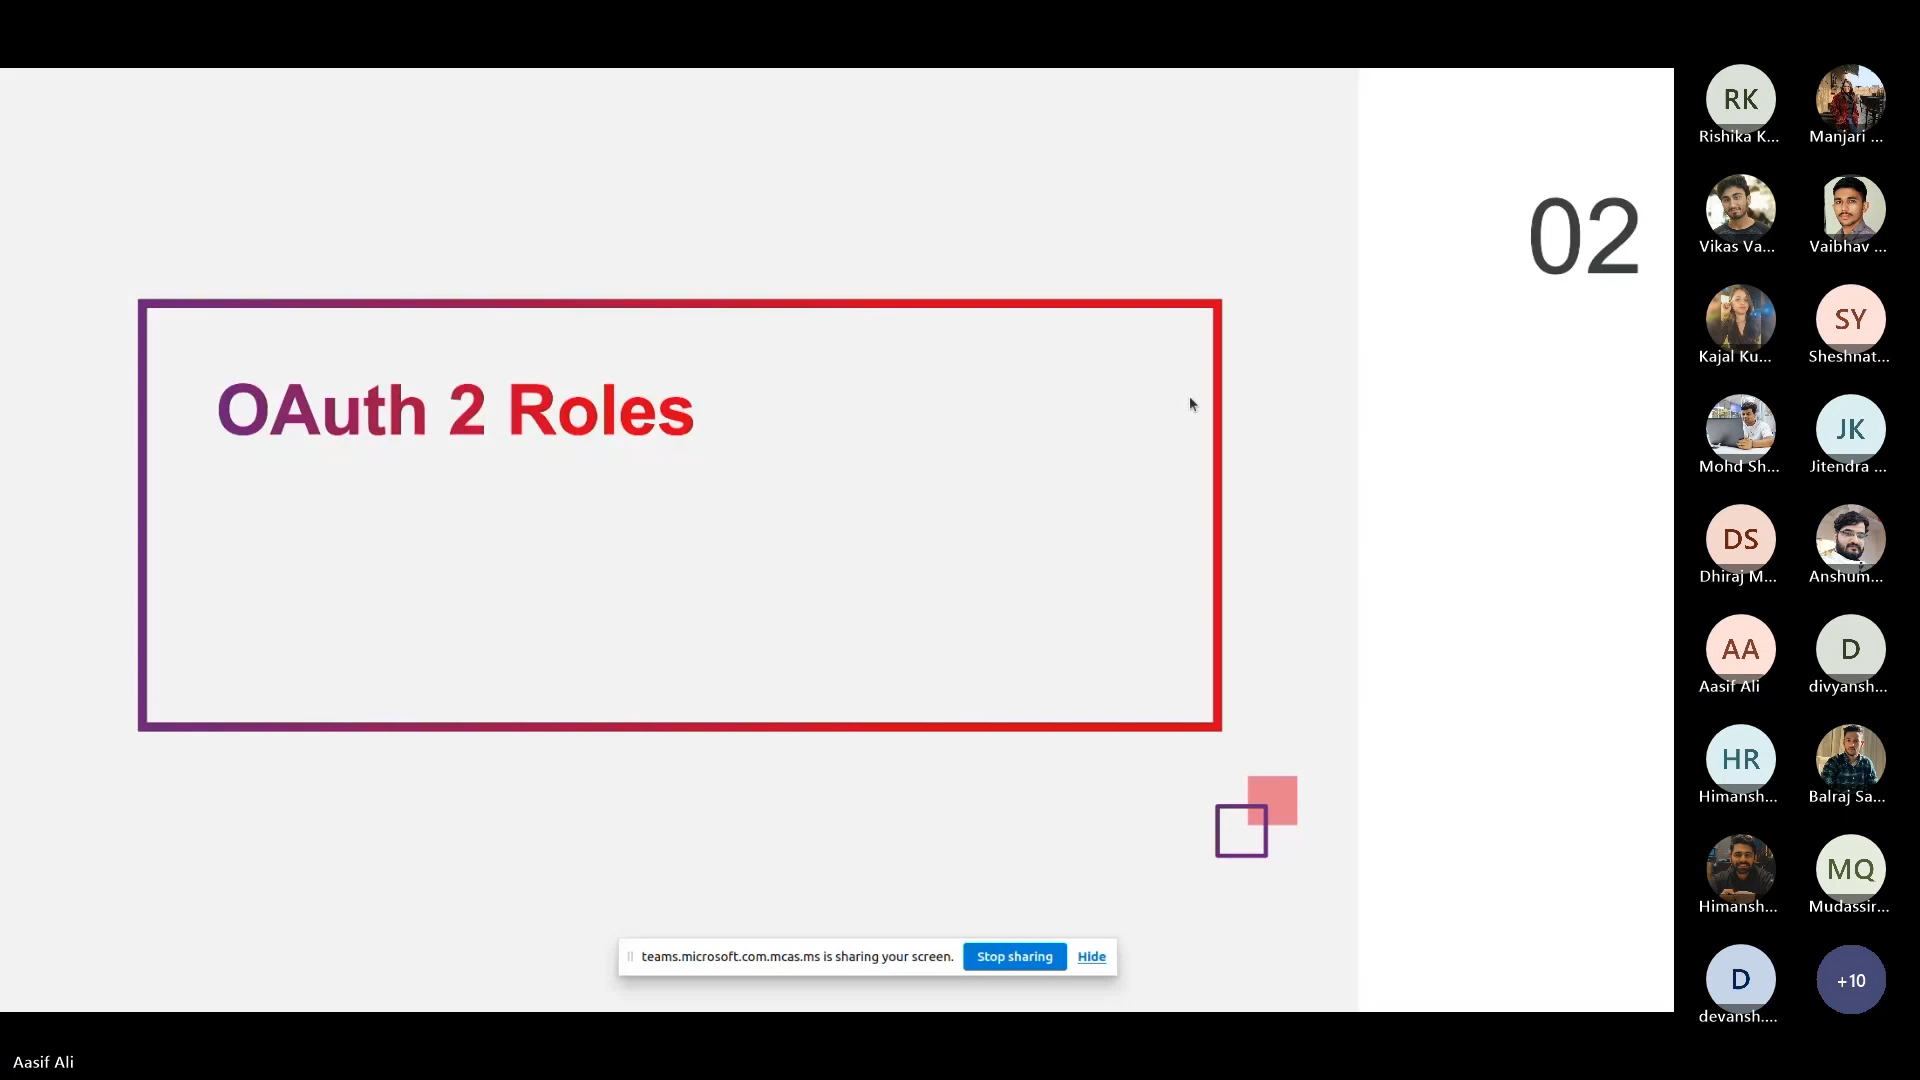 02
OAuth 2 Roles
teams.microsoft.com.mcas.ms is sharing your screen. Stop sharing Hide
RK
Rishika K...
Manjari ...
Vikas Va...
Vaibhav ...
Kajal Ku...
SY
Sheshnat...
Mohd Sh...
JK
Jitendra ...
DS
Dhiraj M...
Anshum...
AA
Aasif Ali
D
divyansh...
HR
Himansh...
Balraj Sa...
Himansh...
MQ
Mudassir...
D
devansh....
+10
Aasif Ali